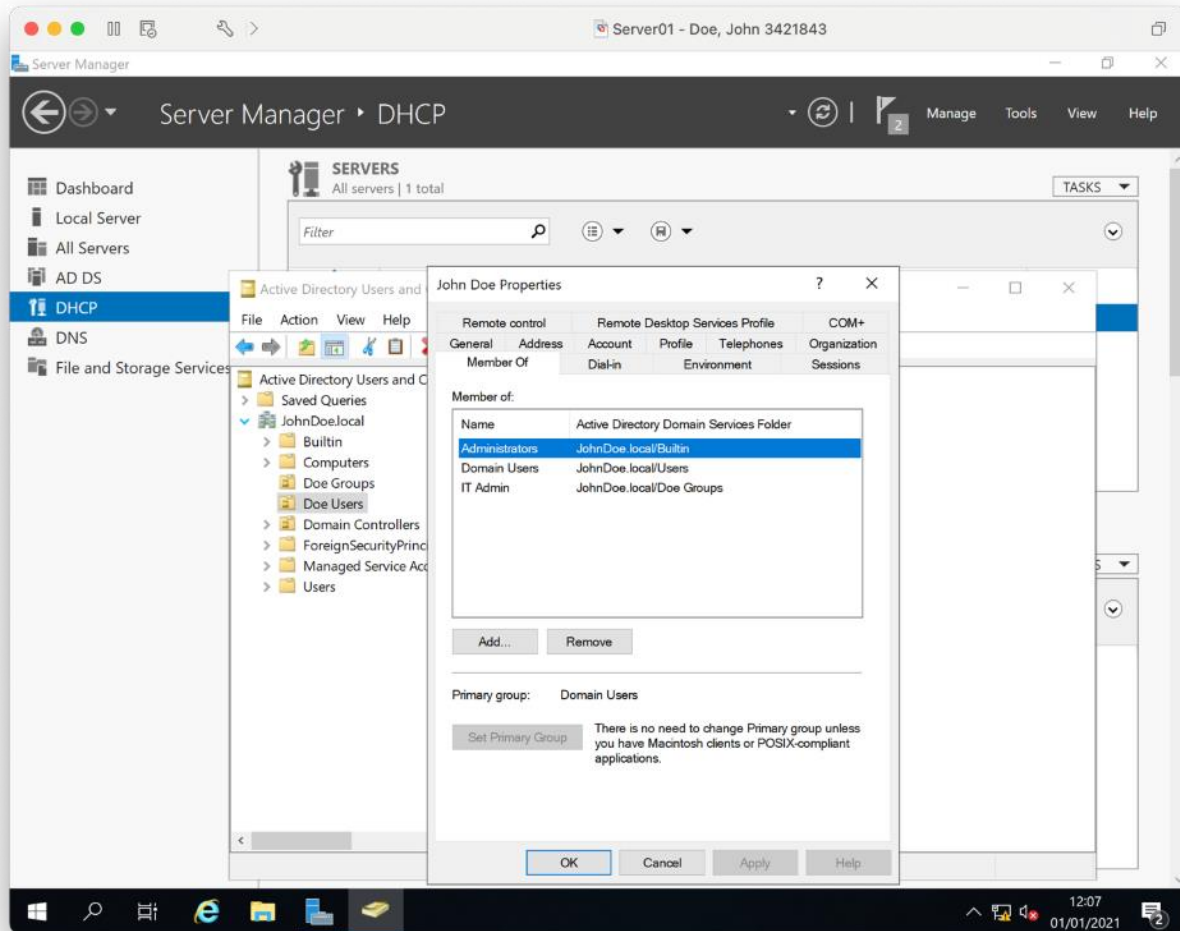 Server01 - Doe, John 3421843
Server Manager
Server Manager ‣ DHCP
2
Manage Tools View Help
Dashboard
Local Server
All Servers
AD DS
DHCP
DNS
File and Storage Services
SERVERS
All servers | 1 total
TASKS
Filter
Active Directory Users and
File Action View Help
Active Directory Users and C
Saved Queries
JohnDoe.local
Builtin
Computers
Doe Groups
Doe Users
Domain Controllers
ForeignSecurityPrinc
Managed Service Acc
Users
John Doe Properties
?
Remote control Remote Desktop Services Profile COM+
General Address Account Profile Telephones Organization
Member Of Dial-in Environment Sessions
Member of:
Name Active Directory Domain Services Folder
Administrators JohnDoe.local/Builtin
Domain Users JohnDoe.local/Users
IT Admin JohnDoe.local/Doe Groups
Add... Remove
Primary group: Domain Users
Set Primary Group
There is no need to change Primary group unless
you have Macintosh clients or POSIX-compliant
applications.
OK Cancel Apply Help
S
12:07
01/01/2021
2